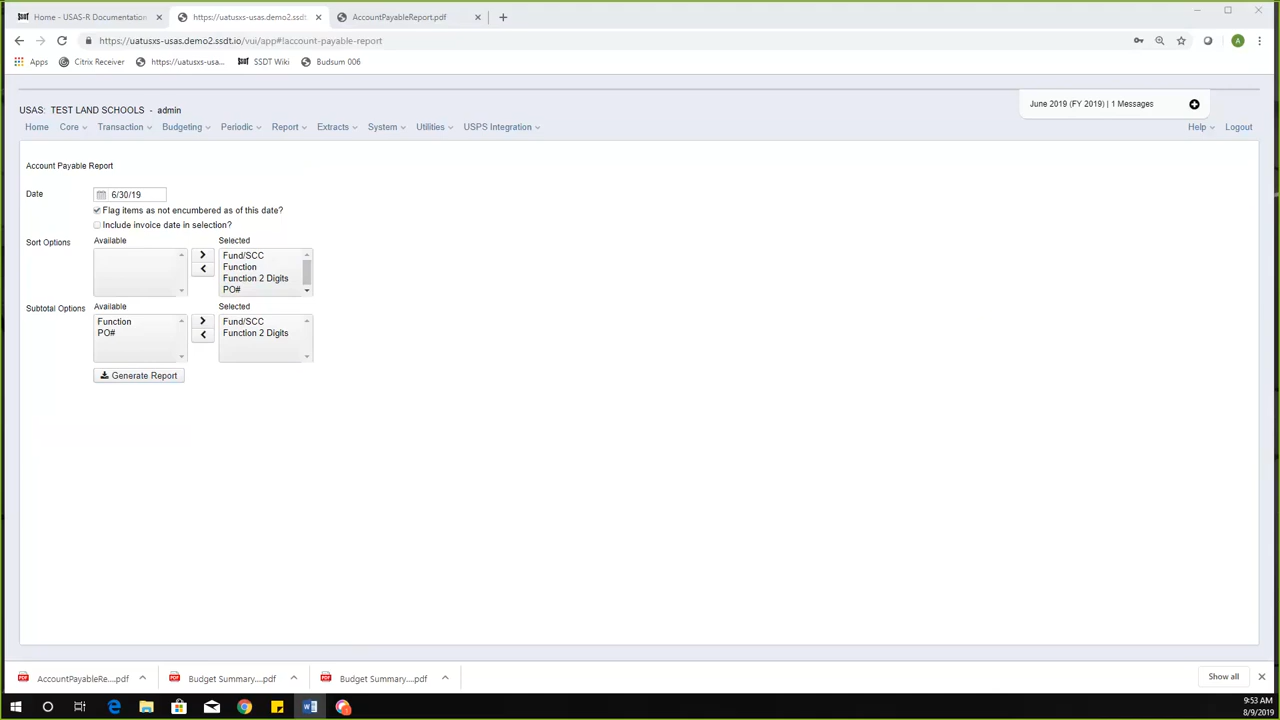 Home - USAS-R Documentation
https://uatusxs-usas.demo2.ssdt
AccountPayableReport.pdf
https://uatusxs-usas.demo2.ssdt.io/vui/app#!account-payable-report
Apps
Citrix Receiver
https://uatusxs-usa...
SSDT Wiki
Budsum 006
USAS: TEST LAND SCHOOLS - admin
June 2019 (FY 2019) | 1 Messages
Home Core Transaction Budgeting Periodic Report Extracts System Utilities USPS Integration Help Logout
Account Payable Report
Date 6/30/19
Flag items as not encumbered as of this date?
Include invoice date in selection?
Sort Options Available Selected
Fund/SCC
Function
Function 2 Digits
PO#
Subtotal Options Available Selected
Function Fund/SCC
PO# Function 2 Digits
Generate Report
AccountPayableRe....pdf
Budget Summary....pdf
Budget Summary....pdf
Show all
9:53 AM
8/9/2019